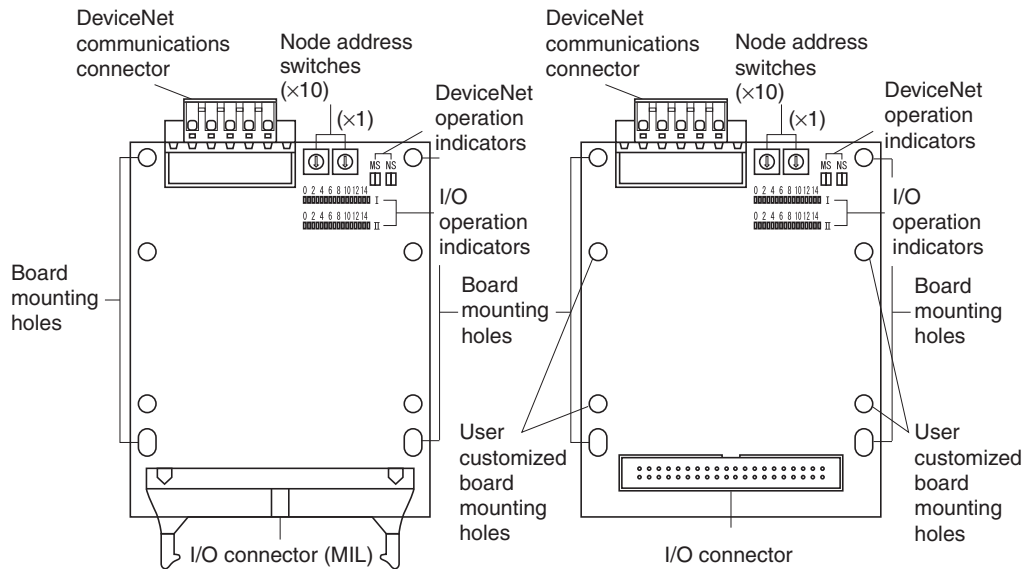 DeviceNet
communications
connector
Node address
switches
(×10)
(×1)
DeviceNet
operation
indicators
MS NS
0 2 4 6 8 10 12 14
I
0 2 4 6 8 10 12 14
II
I/O
operation
indicators
Board
mounting
holes
Board
mounting
holes
User
customized
board
mounting
holes
I/O connector (MIL)
DeviceNet
communications
connector
Node address
switches
(×10)
(×1)
DeviceNet
operation
indicators
MS NS
0 2 4 6 8 10 12 14
I
0 2 4 6 8 10 12 14
II
I/O
operation
indicators
Board
mounting
holes
User
customized
board
mounting
holes
I/O connector